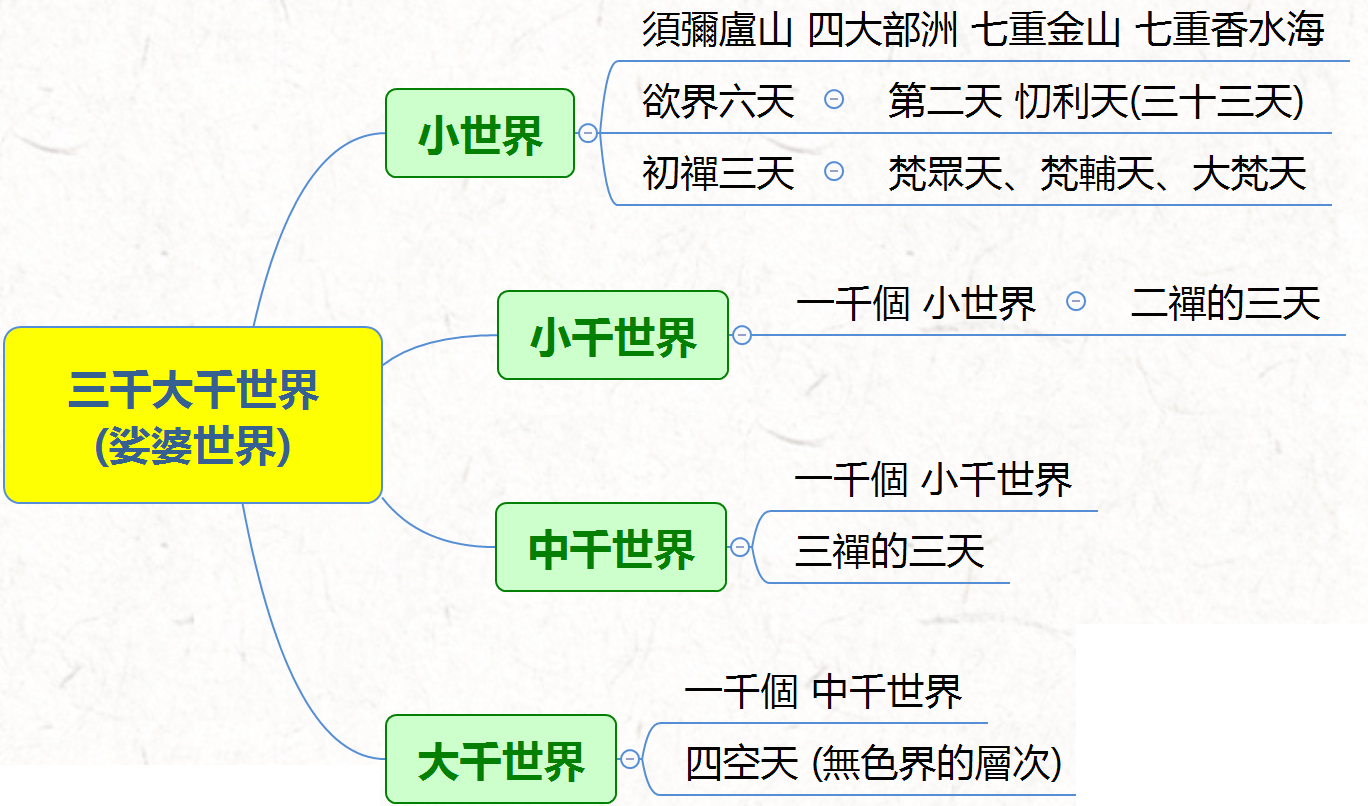 須彌盧山 四大部洲 七重金山 七重香水海
欲界六天
第二天 忉利天(三十三天)
初禪三天
梵眾天、梵輔天、大梵天
小世界
小千世界
一千個 小世界
二禪的三天
三千大千世界
(娑婆世界)
中千世界
一千個 小千世界
三禪的三天
大千世界
一千個 中千世界
四空天 (無色界的層次)